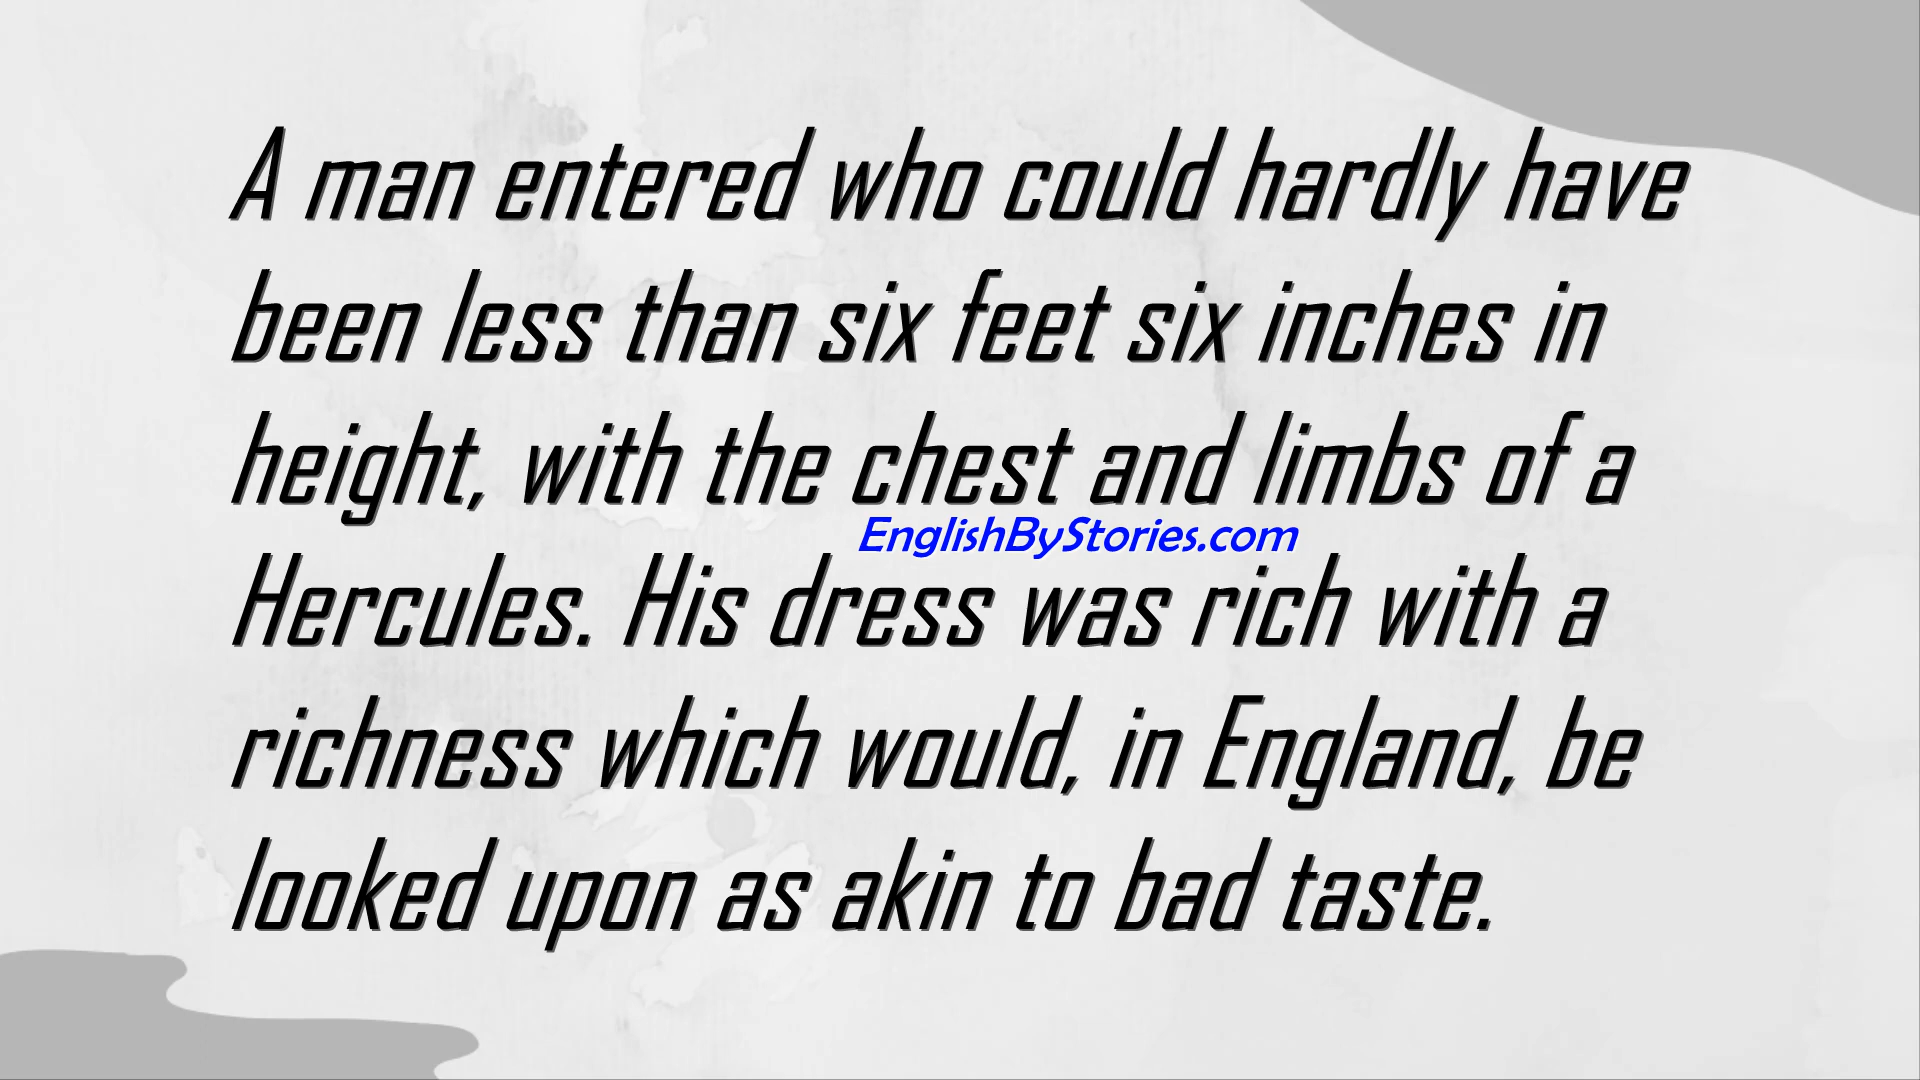 A man entered who could hardly have
been less than six feet six inches in
height, with the chest and limbs of a
EnglishByStories.com
Hercules. His dress was rich with a
richness which would, in England, be
looked upon as akin to bad taste.